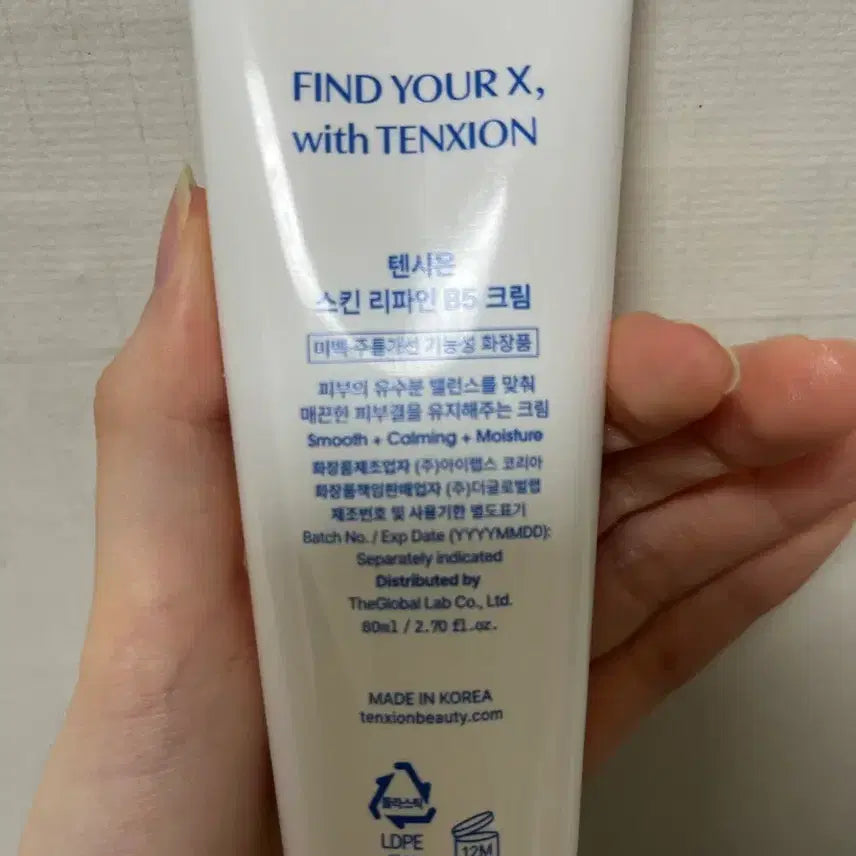 FIND YOUR X,
with TENXION
텐시온
스킨 리파인 B5 크림
미백·주름개선 기능성 화장품
피부의 유수분 밸런스를 맞춰
매끈한 피부결을 유지해주는 크림
Smooth + Calming + Moisture
화장품제조업자 (주)아이랩스 코리아
화장품책임판매업자 (주)더글로벌랩
제조번호 및 사용기한 별도표기
Batch No. / Exp Date (YYYYMMDD):
Separately indicated
Distributed by
TheGlobal Lab Co., Ltd.
80ml / 2.70 fl.oz.
MADE IN KOREA
tenxionbeauty.com
플라스틱
LDPE
12M